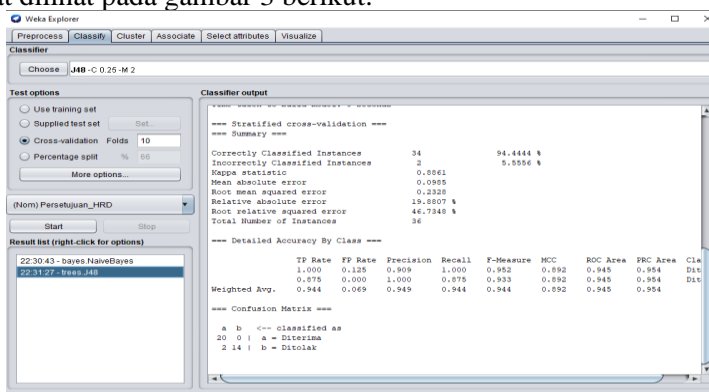 at dilihat pada gambar 3 berikut:
Weka Explorer
Preprocess Classify Cluster Associate Select attributes Visualize
Classifier
Choose J48 -C 0.25 -M 2
Test options
Use training set
Supplied test set Set...
Cross-validation Folds 10
Percentage split % 66
More options...
(Nom) Persetujuan_HRD
Start Stop
Result list (right-click for options)
22:30:43 - bayes.NaiveBayes
22:31:27 - trees.J48
Classifier output
=== Stratified cross-validation ===
=== Summary ===
Correctly Classified Instances 34 94.4444 %
Incorrectly Classified Instances 2 5.5556 %
Kappa statistic 0.8861
Mean absolute error 0.0985
Root mean squared error 0.2328
Relative absolute error 19.8807 %
Root relative squared error 46.7348 %
Total Number of Instances 36
=== Detailed Accuracy By Class ===
TP Rate FP Rate Precision Recall F-Measure MCC ROC Area PRC Area Cla
1.000 0.125 0.909 1.000 0.952 0.892 0.945 0.954 Dit
0.875 0.000 1.000 0.875 0.933 0.892 0.945 0.954 Dit
Weighted Avg. 0.944 0.069 0.949 0.944 0.944 0.892 0.945 0.954
=== Confusion Matrix ===
a b <-- classified as
20 0 | a = Diterima
2 14 | b = Ditolak